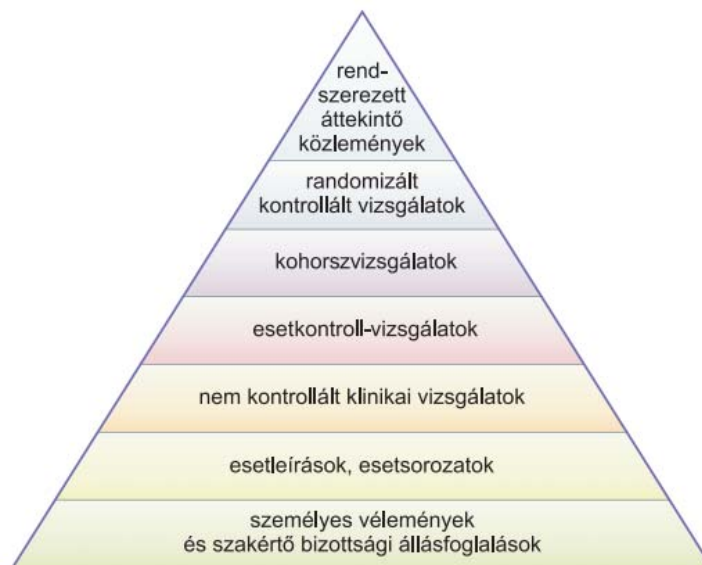 rend-
szerezett
áttekintő
közlemények
randomizált
kontrollált vizsgálatok
kohorszvizsgálatok
esetkontroll-vizsgálatok
nem kontrollált klinikai vizsgálatok
esetleírások, esetsorozatok
személyes vélemények
és szakértő bizottsági állásfoglalások